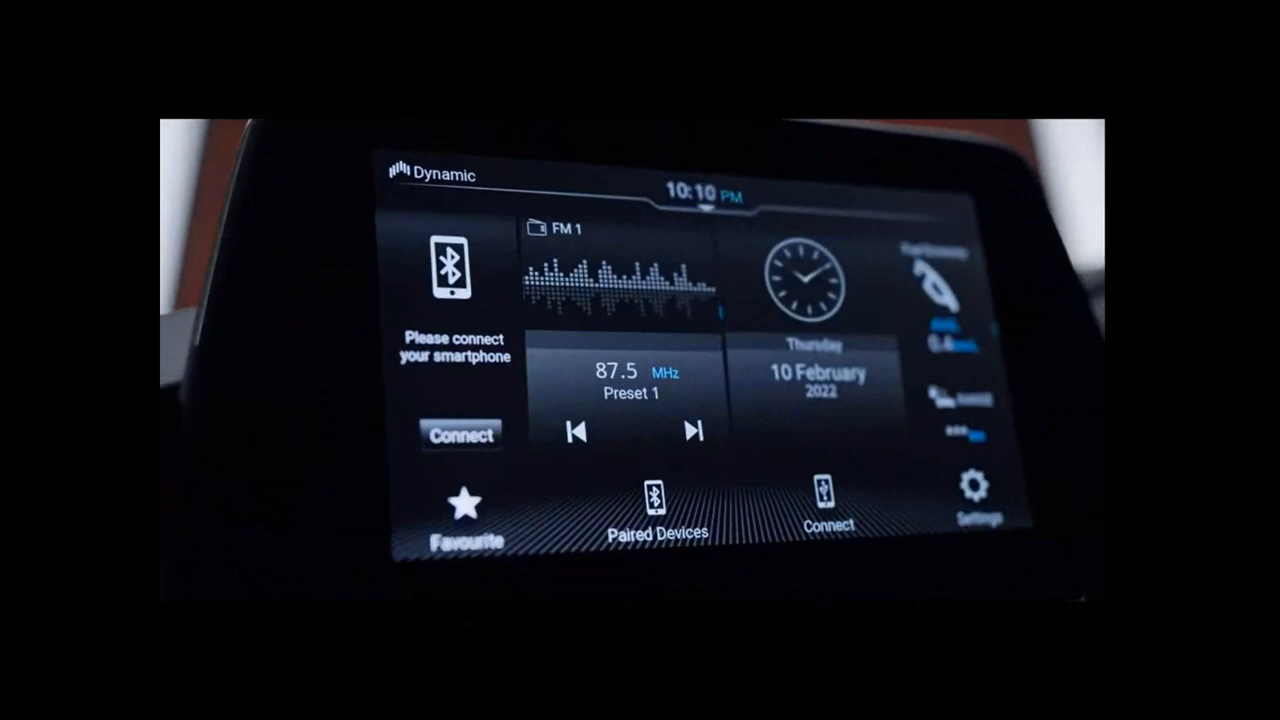 Dynamic
10:10 PM
FM 1
Please connect
your smartphone
87.5 MHz
Preset 1
Thursday
10 February
2022
Connect
Favourite
Paired Devices
Connect
Settings